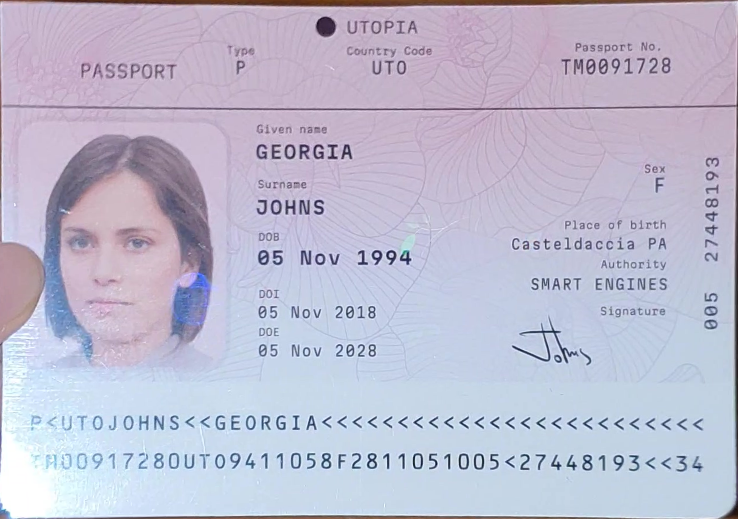 UTOPIA
PASSPORT
Type
P
Country Code
UTO
Passport No.
TM0091728
Given name
GEORGIA
Surname
JOHNS
DOB
05 Nov 1994
DOI
05 Nov 2018
DOE
05 Nov 2028
Sex
F
Place of birth
Casteldaccia PA
Authority
SMART ENGINES
Signature
Johns
005 27448193
P<UTOJOHNS<<GEORGIA<<<<<<<<<<<<<<<<<<<<<<<<<
TM00917280UTO9411058F2811051005<27448193<<34